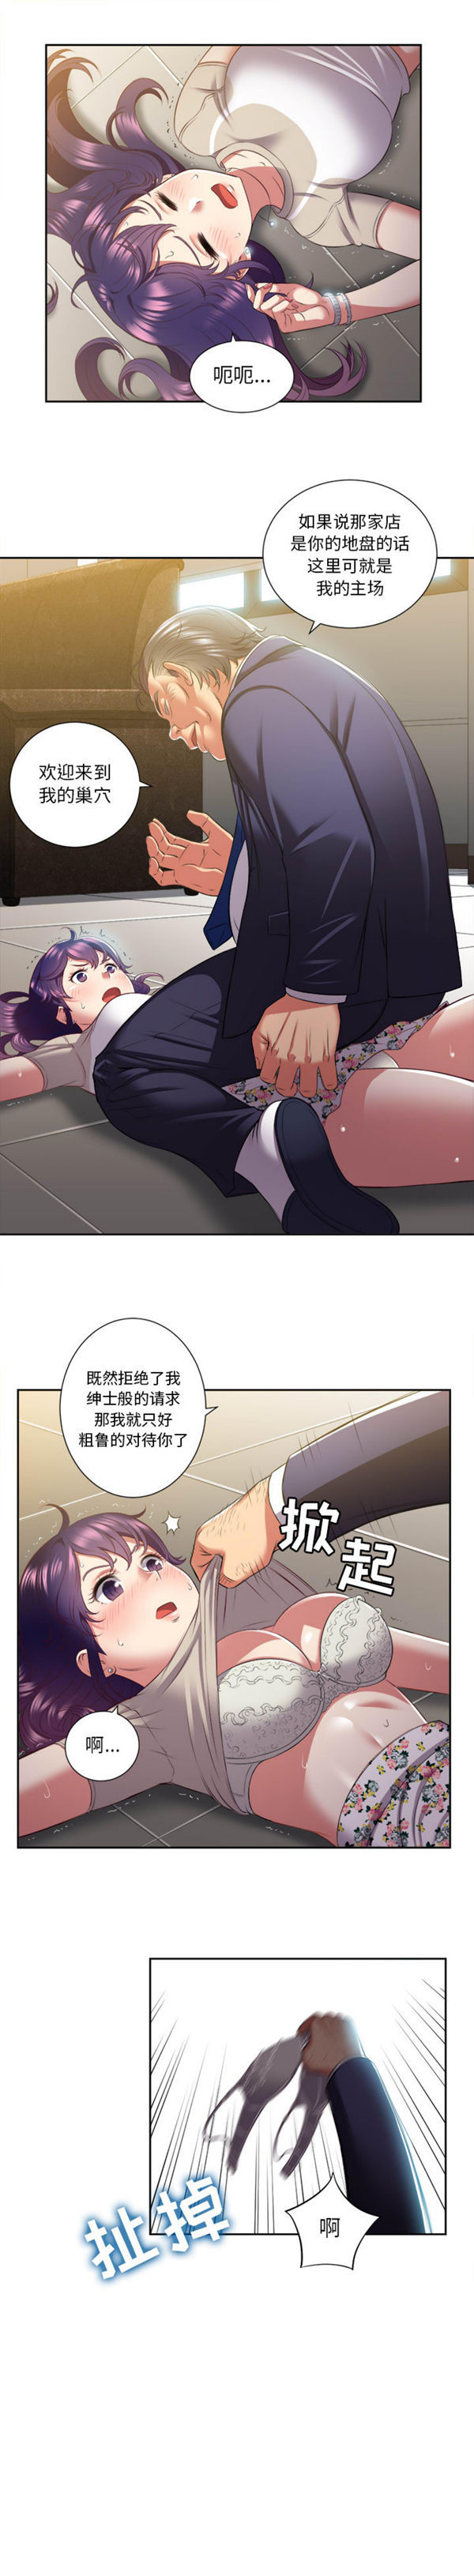 呃呃...
如果说那家店
是你的地盘的话
这里可就是
我的主场
欢迎来到
我的巢穴
既然拒绝了我
绅士般的请求
那我就只好
粗鲁的对待你了
掀起
啊...
啊
扯掉